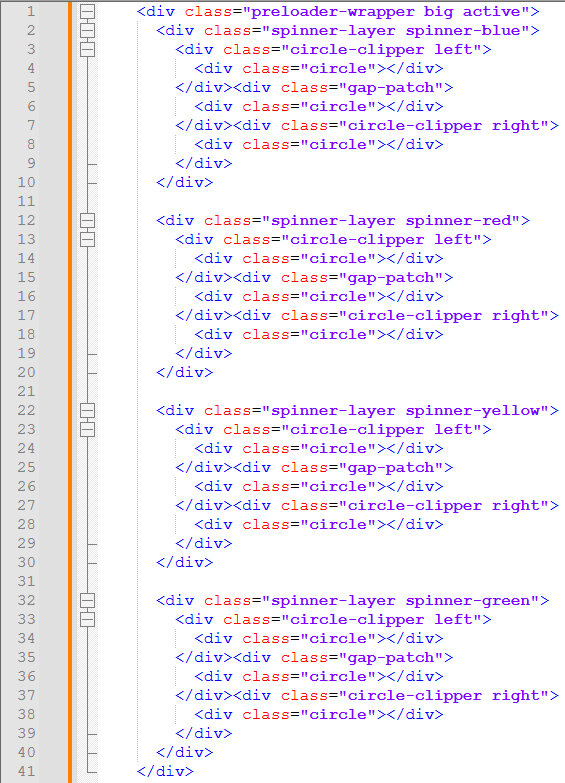 1 <div class="preloader-wrapper big active">
2 <div class="spinner-layer spinner-blue">
3 <div class="circle-clipper left">
4 <div class="circle"></div>
5 </div><div class="gap-patch">
6 <div class="circle"></div>
7 </div><div class="circle-clipper right">
8 <div class="circle"></div>
9 </div>
10 </div>
11
12 <div class="spinner-layer spinner-red">
13 <div class="circle-clipper left">
14 <div class="circle"></div>
15 </div><div class="gap-patch">
16 <div class="circle"></div>
17 </div><div class="circle-clipper right">
18 <div class="circle"></div>
19 </div>
20 </div>
21
22 <div class="spinner-layer spinner-yellow">
23 <div class="circle-clipper left">
24 <div class="circle"></div>
25 </div><div class="gap-patch">
26 <div class="circle"></div>
27 </div><div class="circle-clipper right">
28 <div class="circle"></div>
29 </div>
30 </div>
31
32 <div class="spinner-layer spinner-green">
33 <div class="circle-clipper left">
34 <div class="circle"></div>
35 </div><div class="gap-patch">
36 <div class="circle"></div>
37 </div><div class="circle-clipper right">
38 <div class="circle"></div>
39 </div>
40 </div>
41 </div>